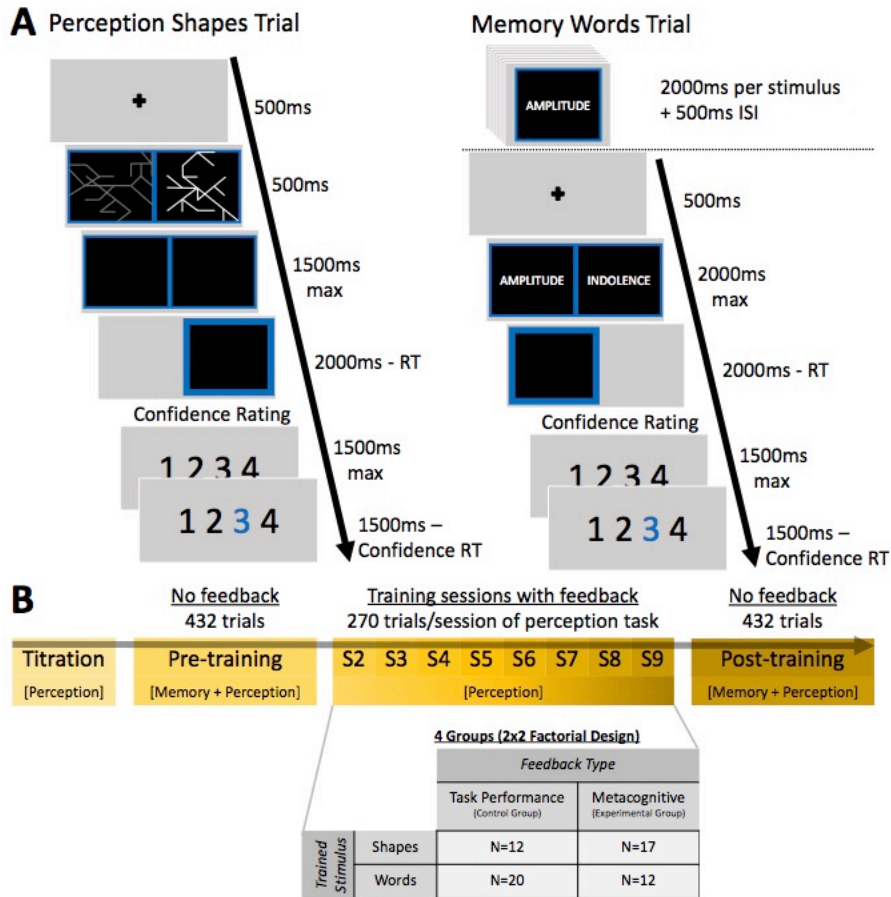 A Perception Shapes Trial
500ms
500ms
1500ms
max
2000ms - RT
Confidence Rating
1 2 3 4
1500ms
max
1 2 3 4
1500ms –
Confidence RT
Memory Words Trial
AMPLITUDE
2000ms per stimulus
+ 500ms ISI
500ms
AMPLITUDE INDOLENCE
2000ms
max
2000ms - RT
Confidence Rating
1 2 3 4
1500ms
max
1 2 3 4
1500ms –
Confidence RT
B
No feedback
432 trials
Training sessions with feedback
270 trials/session of perception task
No feedback
432 trials
Titration
[Perception]
Pre-training
[Memory + Perception]
S2 S3 S4 S5 S6 S7 S8 S9
[Perception]
Post-training
[Memory + Perception]
4 Groups (2x2 Factorial Design)
Feedback Type
Task Performance
(Control Group)
Metacognitive
(Experimental Group)
Trained
Stimulus
Shapes N=12 N=17
Words N=20 N=12